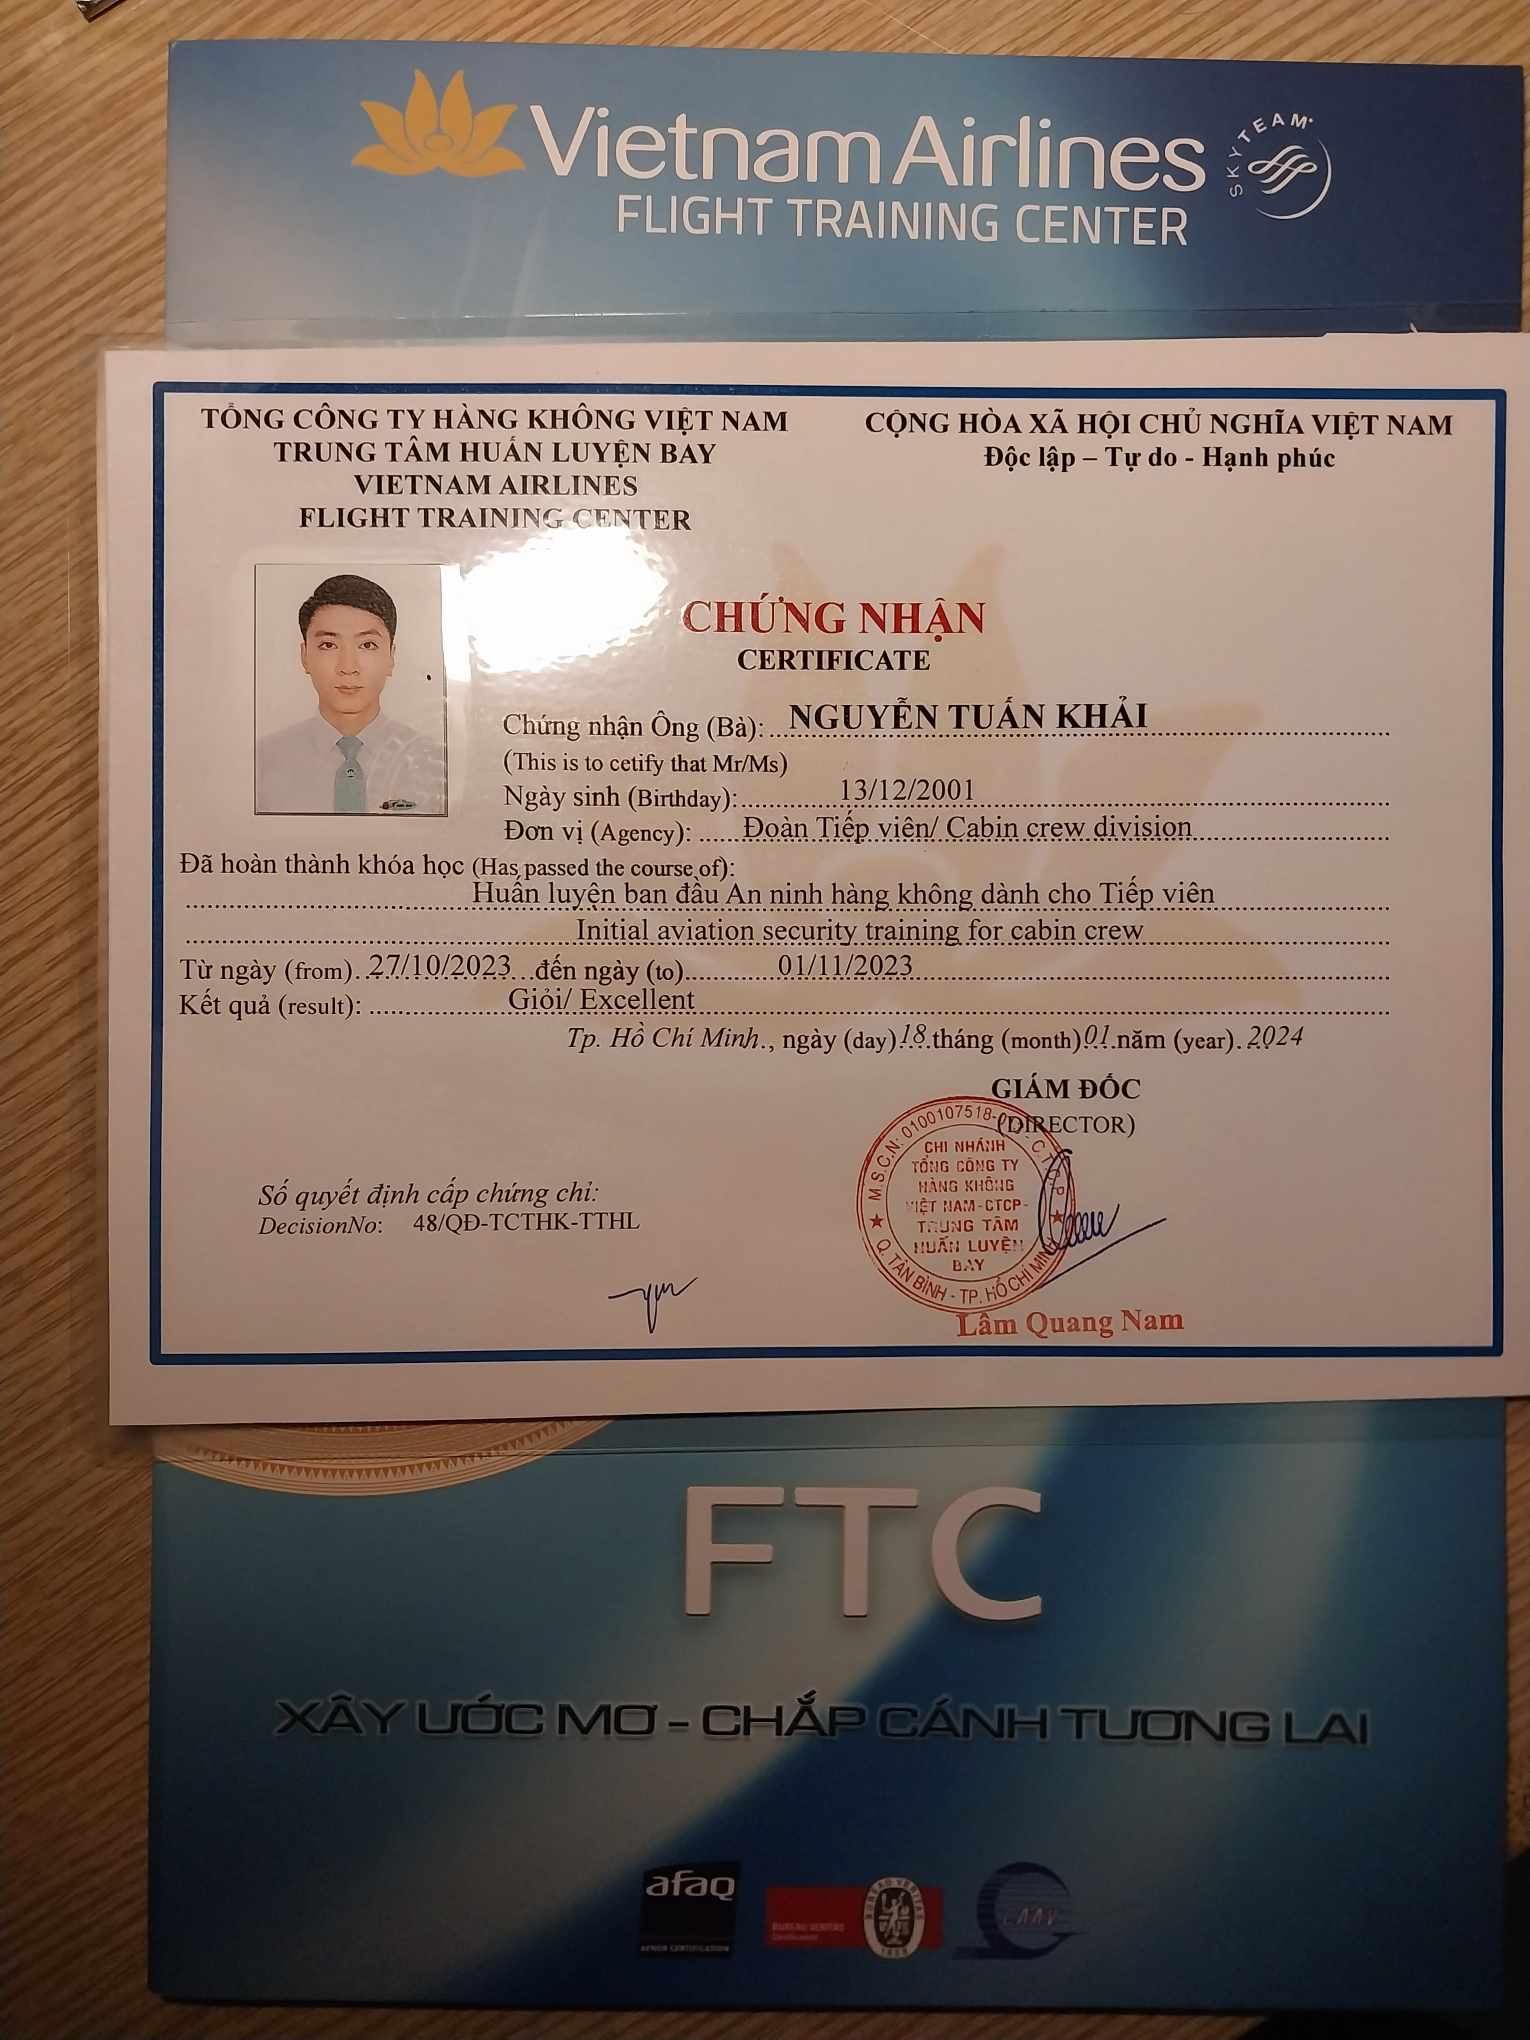 Vietnam Airlines
SKYTEAM
FLIGHT TRAINING CENTER
TỔNG CÔNG TY HÀNG KHÔNG VIỆT NAM
TRUNG TÂM HUẤN LUYỆN BAY
VIETNAM AIRLINES
FLIGHT TRAINING CENTER
CỘNG HÒA XÃ HỘI CHỦ NGHĨA VIỆT NAM
Độc lập – Tự do - Hạnh phúc
CHỨNG NHẬN
CERTIFICATE
Chứng nhận Ông (Bà): NGUYỄN TUẤN KHẢI
(This is to cetify that Mr/Ms)
Ngày sinh (Birthday): 13/12/2001
Đơn vị (Agency): Đoàn Tiếp viên/ Cabin crew division
Đã hoàn thành khóa học (Has passed the course of):
Huấn luyện ban đầu An ninh hàng không dành cho Tiếp viên
Initial aviation security training for cabin crew
Từ ngày (from) 27/10/2023 đến ngày (to) 01/11/2023
Kết quả (result): Giỏi/ Excellent
Tp. Hồ Chí Minh., ngày (day) 18 tháng (month) 01 năm (year) 2024
GIÁM ĐỐC
(DIRECTOR)
M.S.C.N: 0100107518- C.T.C.P
CHI NHÁNH
TỔNG CÔNG TY
HÀNG KHÔNG
VIỆT NAM-CTCP-
TRUNG TÂM
HUẤN LUYỆN
BAY
Q. TÂN BÌNH - TP. HỒ CHÍ MINH
Số quyết định cấp chứng chỉ:
DecisionNo: 48/QĐ-TCTHK-TTHL
Lâm Quang Nam
FTC
XÂY ƯỚC MƠ - CHẮP CÁNH TƯƠNG LAI
afaq
AFNOR CERTIFICATION
BUREAU VERITAS
Certification
BUREAU VERITAS
1828
CAAV